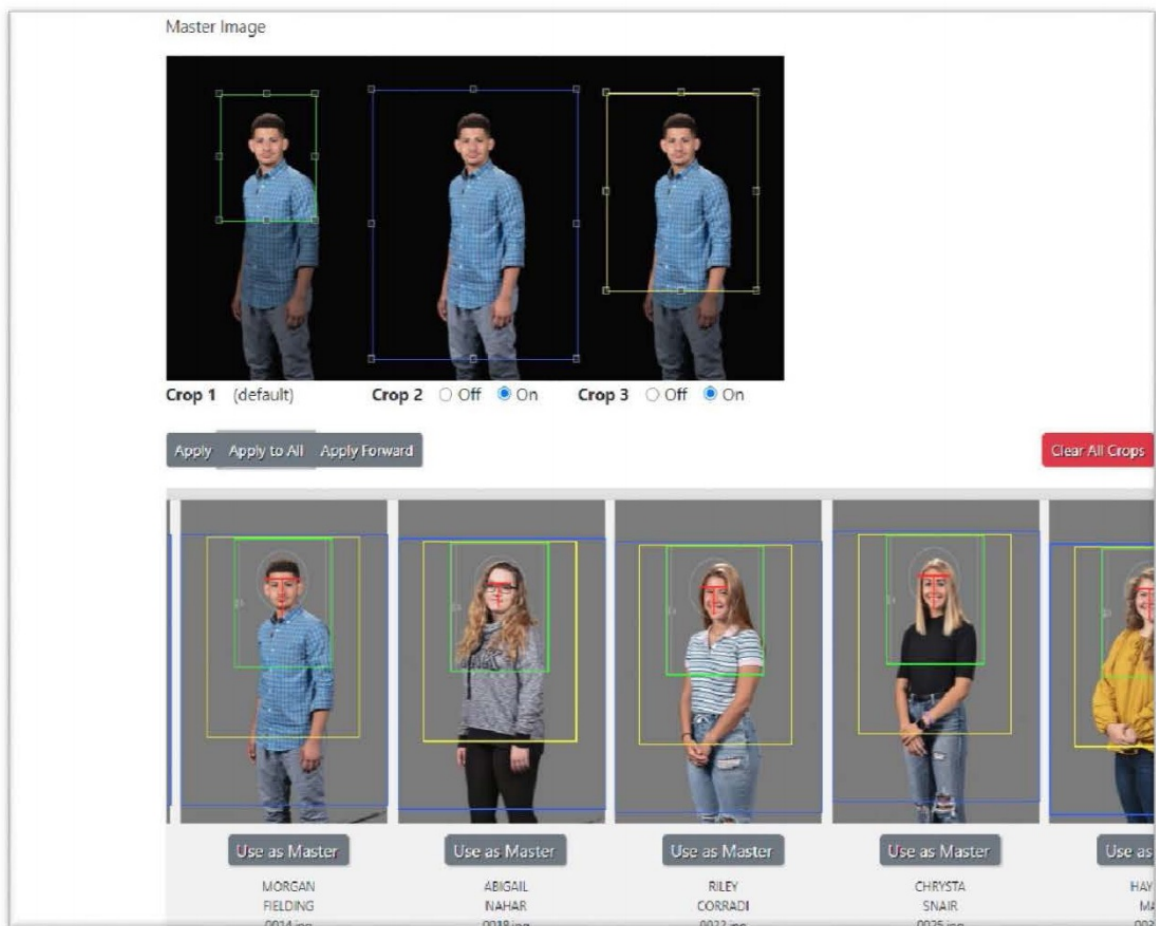 Master Image
Crop 1 (default) Crop 2 Off On Crop 3 Off On
Apply Apply to All Apply Forward Clear All Crops
Use as Master Use as Master Use as Master Use as Master Use as
MORGAN ABIGAIL RILEY CHRYSTA HAY
FIELDING NAHAR CORRADI SNAIR MA